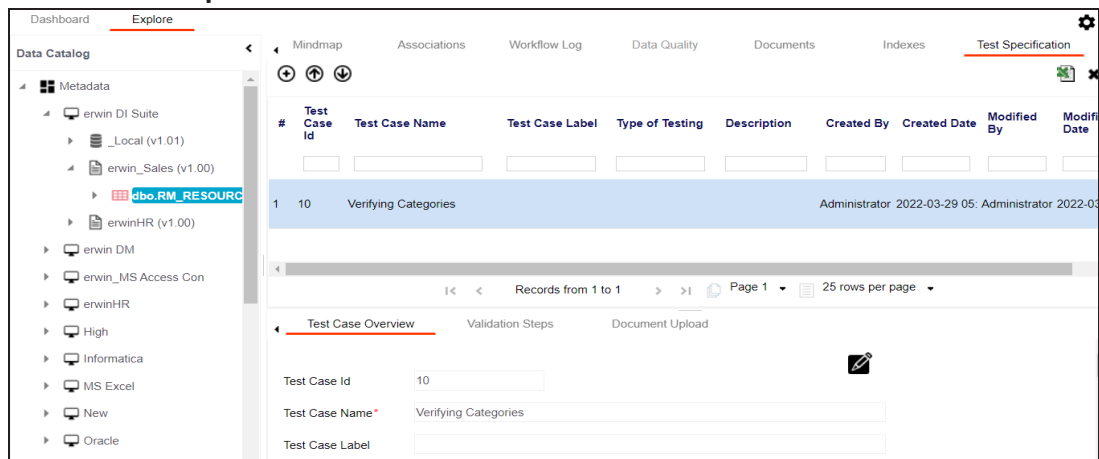 Dashboard Explore
Data Catalog
Mindmap Associations Workflow Log Data Quality Documents Indexes Test Specification
Metadata
erwin DI Suite
_Local (v1.01)
erwin_Sales (v1.00)
dbo.RM_RESOURC
erwinHR (v1.00)
erwin DM
erwin_MS Access Con
erwinHR
High
Informatica
MS Excel
New
Oracle
# Test Case Id Test Case Name Test Case Label Type of Testing Description Created By Created Date Modified By Modifi Date
1 10 Verifying Categories Administrator 2022-03-29 05: Administrator 2022-03
Records from 1 to 1 Page 1 25 rows per page
Test Case Overview Validation Steps Document Upload
Test Case Id 10
Test Case Name* Verifying Categories
Test Case Label